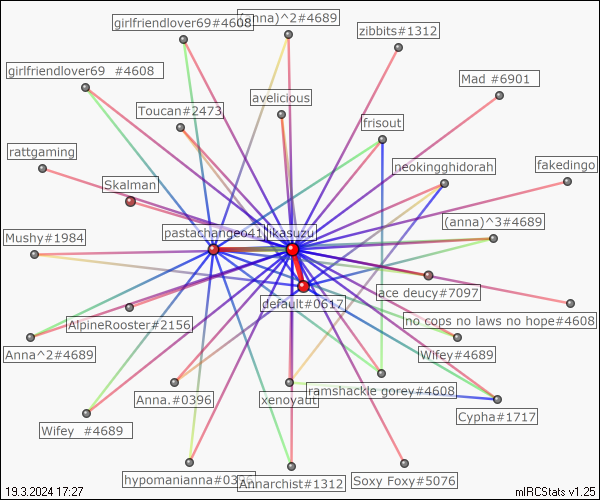 girlfriendlover69#4608
(anna)^2#4689
zibbits#1312
girlfriendlover69 #4608
Mad #6901
avelicious
Toucan#2473
frisout
rattgaming
neokingghidorah
fakedingo
Skalman
(anna)^3#4689
pastachangeo41
likasuzu
Mushy#1984
ace deucy#7097
default#0617
no cops no laws no hope#4608
AlpineRooster#2156
Anna^2#4689
Wifey#4689
Anna.#0396
xenoyaut
ramshackle gorey#4608
Cypha#1717
Wifey #4689
hypomanianna#0396
Annarchist#1312
Soxy Foxy#5076
19.3.2024 17:27
mIRCStats v1.25